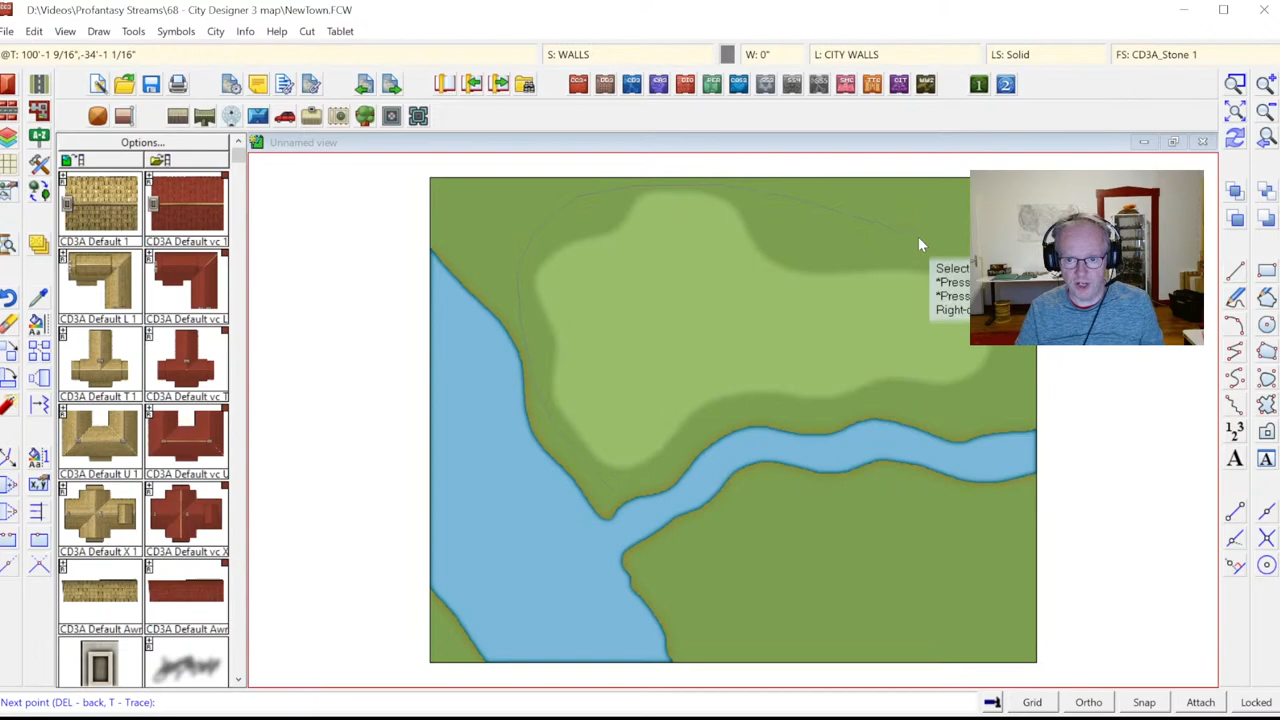 D:\Videos\Profantasy Streams\68 - City Designer 3 map\NewTown.FCW
File Edit View Draw Tools Symbols City Info Help Cut Tablet
@T: 100'-1 9/16",-34'-1 1/16" S: WALLS W: 0" L: CITY WALLS LS: Solid FS: CD3A_Stone 1
Options...
Unnamed view
CD3A Default 1 CD3A Default vc 1
CD3A Default L 1 CD3A Default vc L
CD3A Default T 1 CD3A Default vc T
CD3A Default U 1 CD3A Default vc U
CD3A Default X 1 CD3A Default vc X
CD3A Default Awr CD3A Default Awr
Select
*Press
*Press
Right-c
Next point (DEL - back, T - Trace):
Grid Ortho Snap Attach Locked